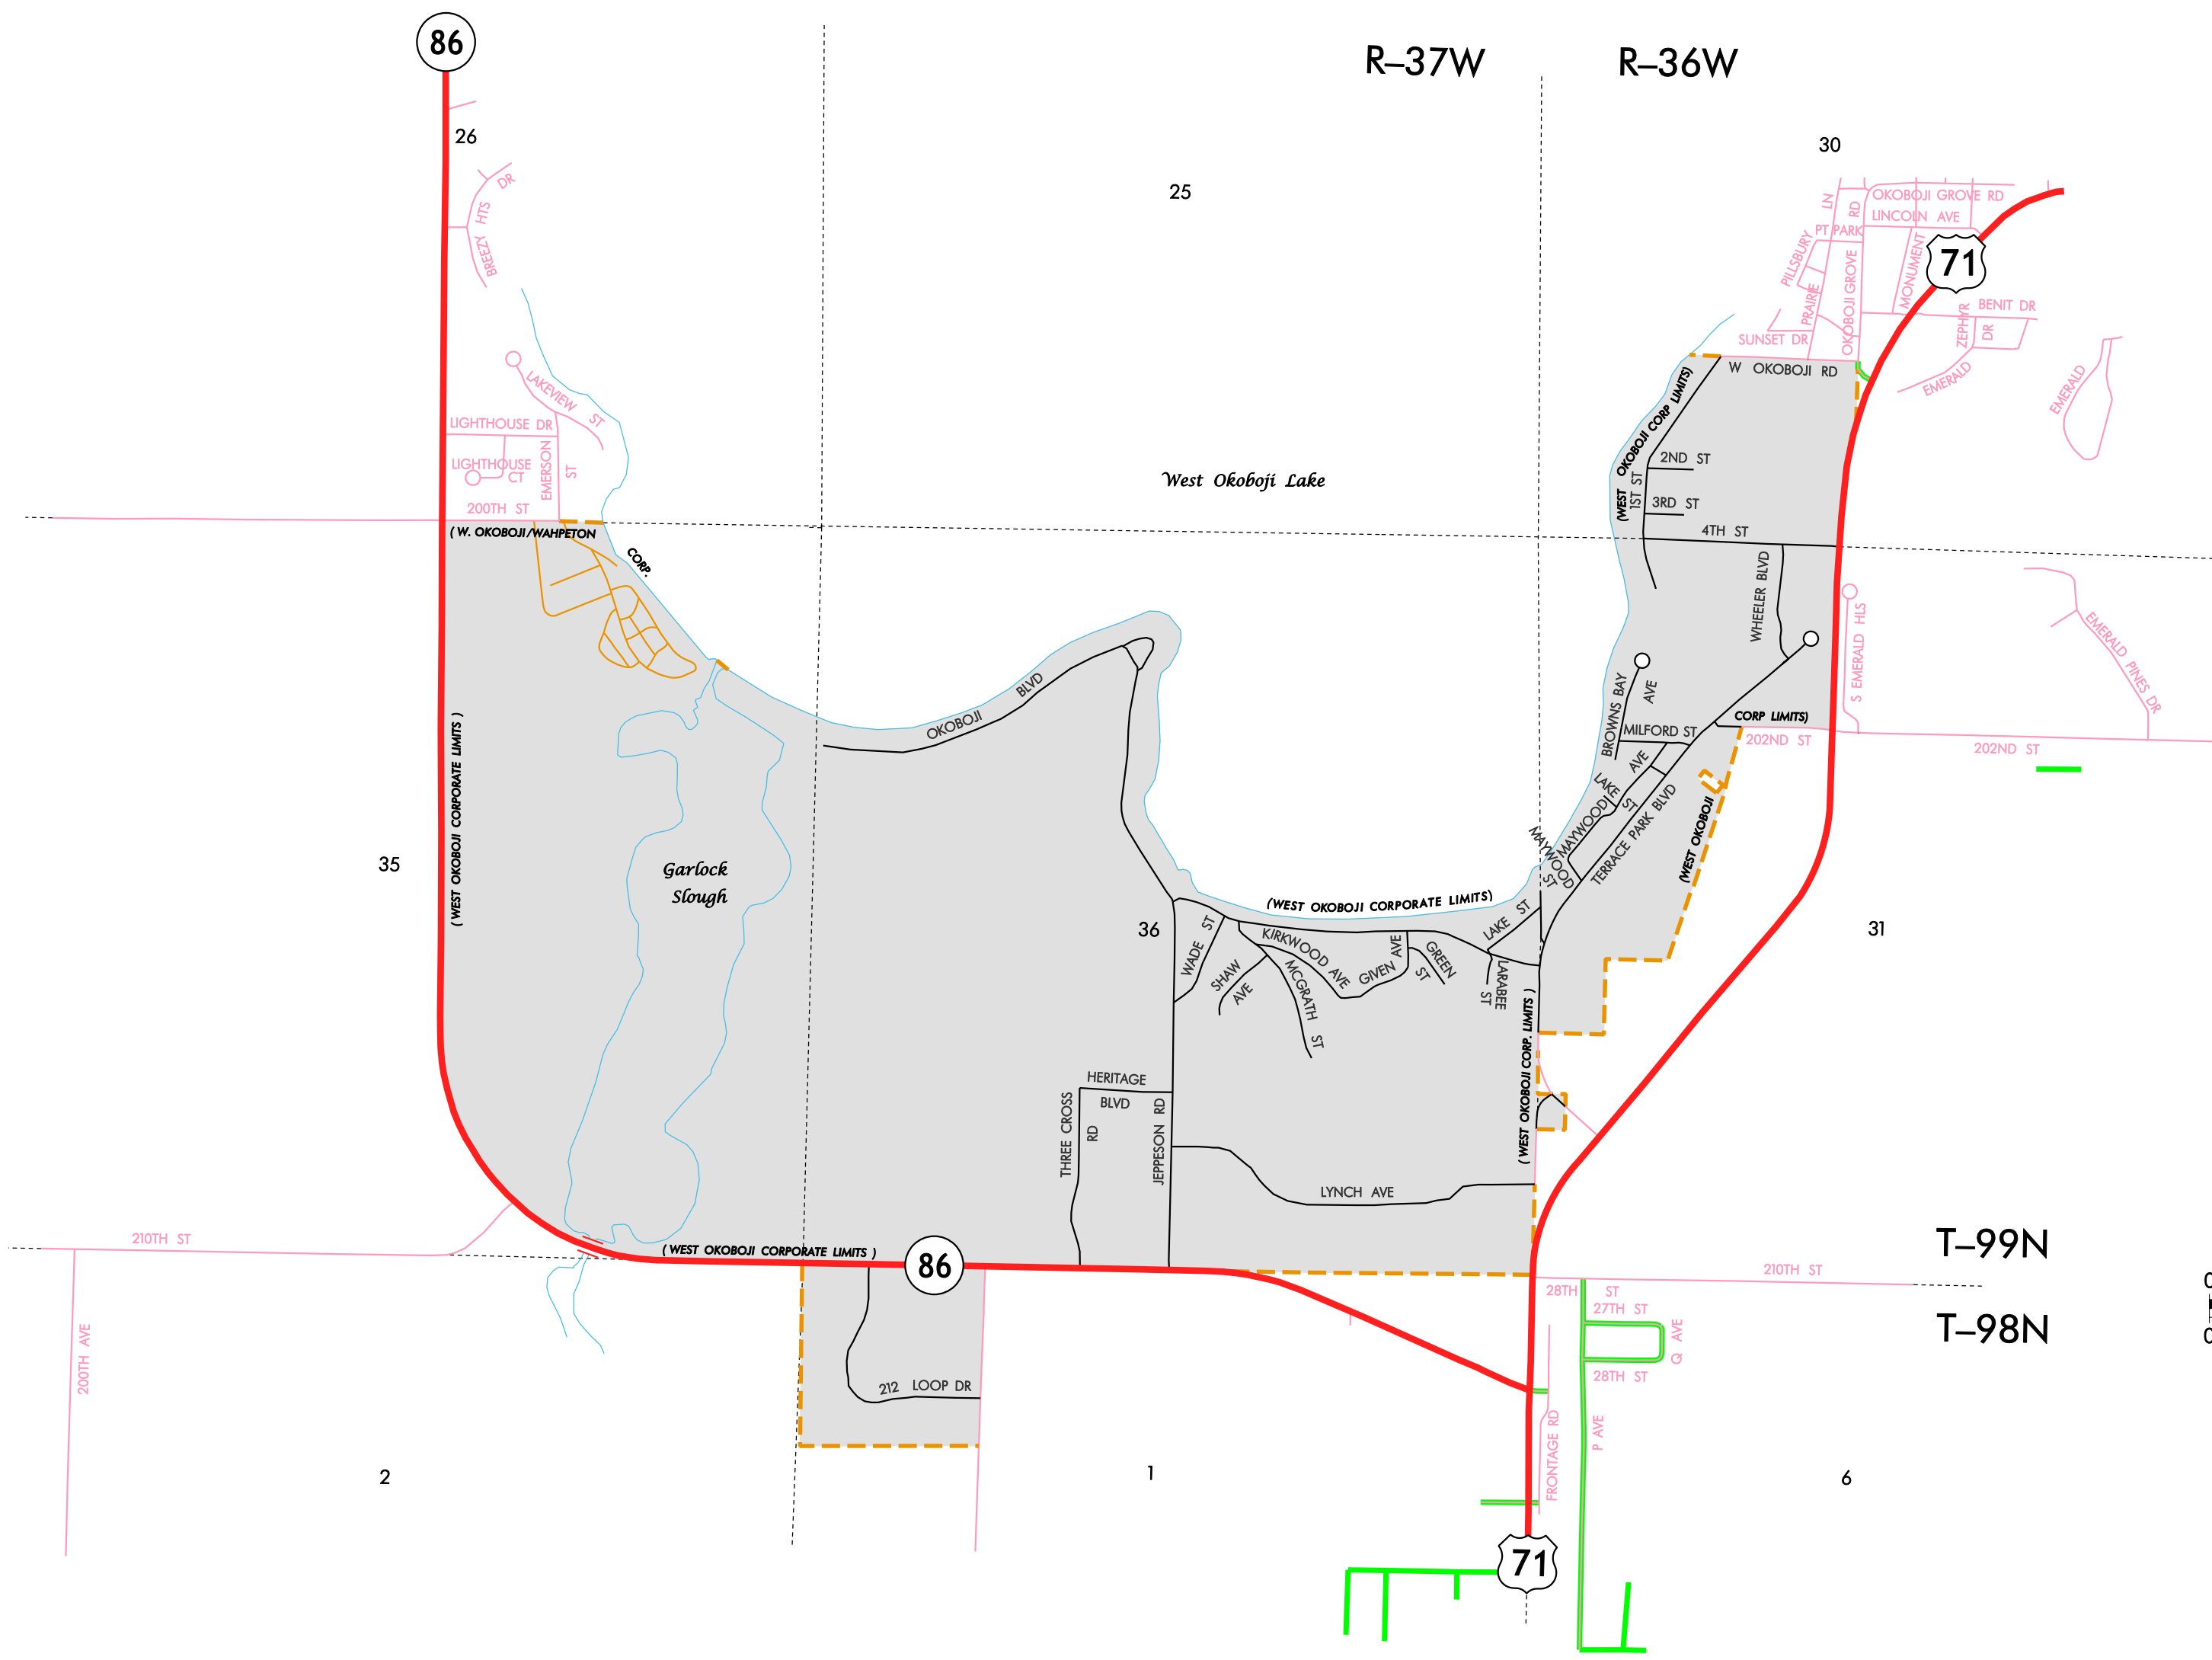 86
R–37W
R–36W
26
25
30
BREEZY HTS DR
OKOBOJI GROVE RD
LN
RD
LINCOLN AVE
PT PARK
PILLSBURY
PRAIRIE
OKOBOJI GROVE
MONUMENT
71
ZEPHYR
DR
BENIT DR
SUNSET DR
EMERALD
EMERALD
W OKOBOJI RD
(WEST OKOBOJI CORP LIMITS)
LAKEVIEW ST
LIGHTHOUSE DR
LIGHTHOUSE
CT
EMERSON
ST
200TH ST
( W. OKOBOJI/WAHPETON
CORP.
West Okoboji Lake
2ND ST
1ST ST
3RD ST
4TH ST
WHEELER BLVD
S EMERALD HLS
EMERALD PINES DR
BROWNS BAY
AVE
MILFORD ST
CORP LIMITS)
202ND ST
202ND ST
OKOBOJI BLVD
(WEST OKOBOJI CORPORATE LIMITS )
LAKE
ST
MAYWOOD AVE
MAYWOOD
ST
MAYWOOD
TERRACE PARK BLVD
(WEST OKOBOJI
35
Garlock
Slough
36
31
(WEST OKOBOJI CORPORATE LIMITS)
WADE ST
SHAW
AVE
KIRKWOOD AVE
MCGRATH ST
GIVEN AVE
GREEN
ST
LAKE ST
LARABEE
ST
( WEST OKOBOJI CORP. LIMITS )
HERITAGE
BLVD
THREE CROSS
RD
JEPPESON RD
LYNCH AVE
210TH ST
( WEST OKOBOJI CORPORATE LIMITS )
86
T–99N
210TH ST
28TH ST
27TH ST
Q AVE
28TH ST
T–98N
0
0
200TH AVE
212 LOOP DR
FRONTAGE RD
P AVE
2
1
6
71